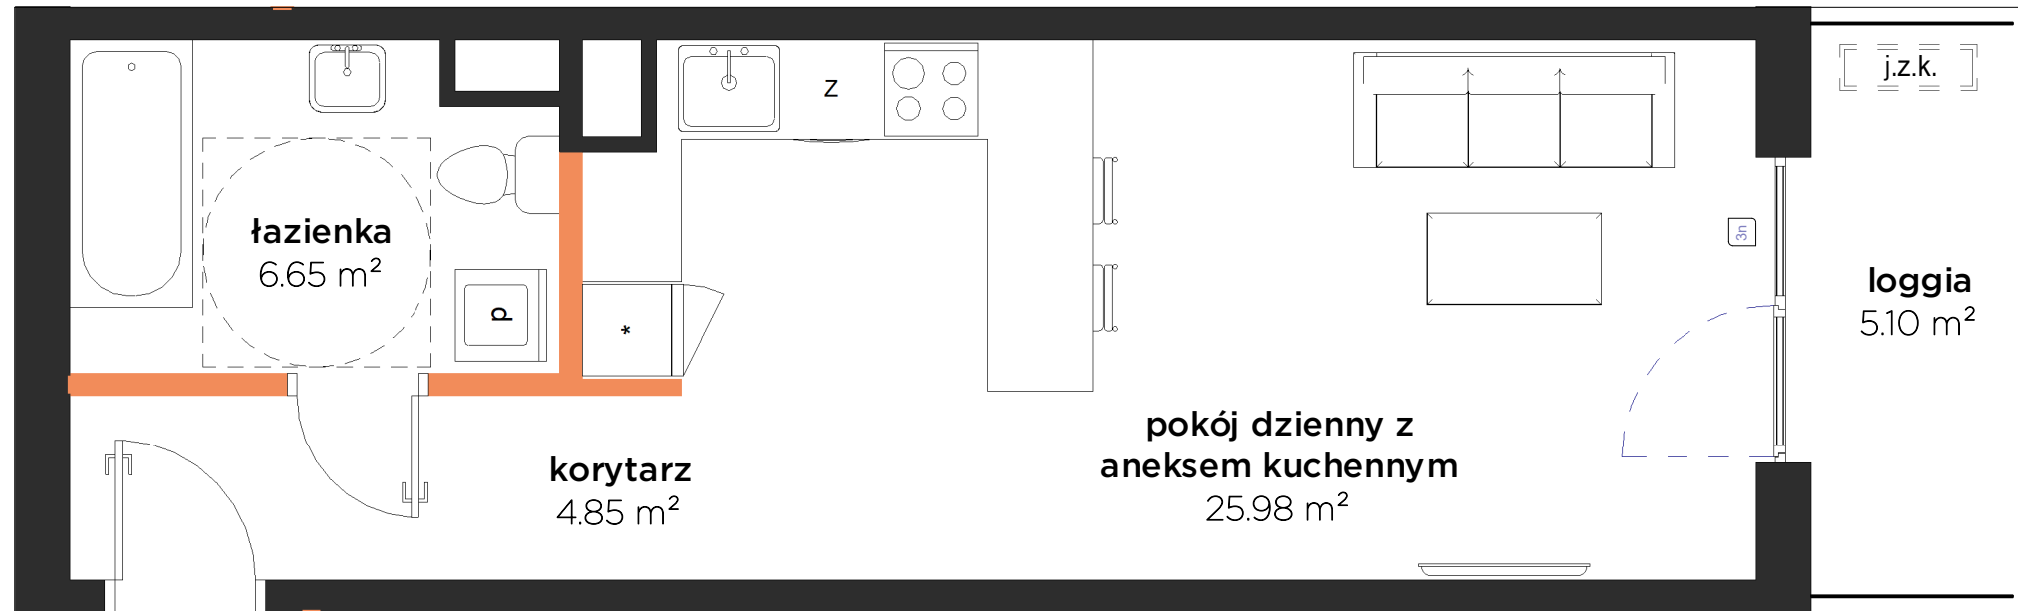 z
j.z.k.
łazienka
6.65 m²
3n
loggia
5.10 m²
p
*
pokój dzienny z
aneksem kuchennym
25.98 m²
korytarz
4.85 m²